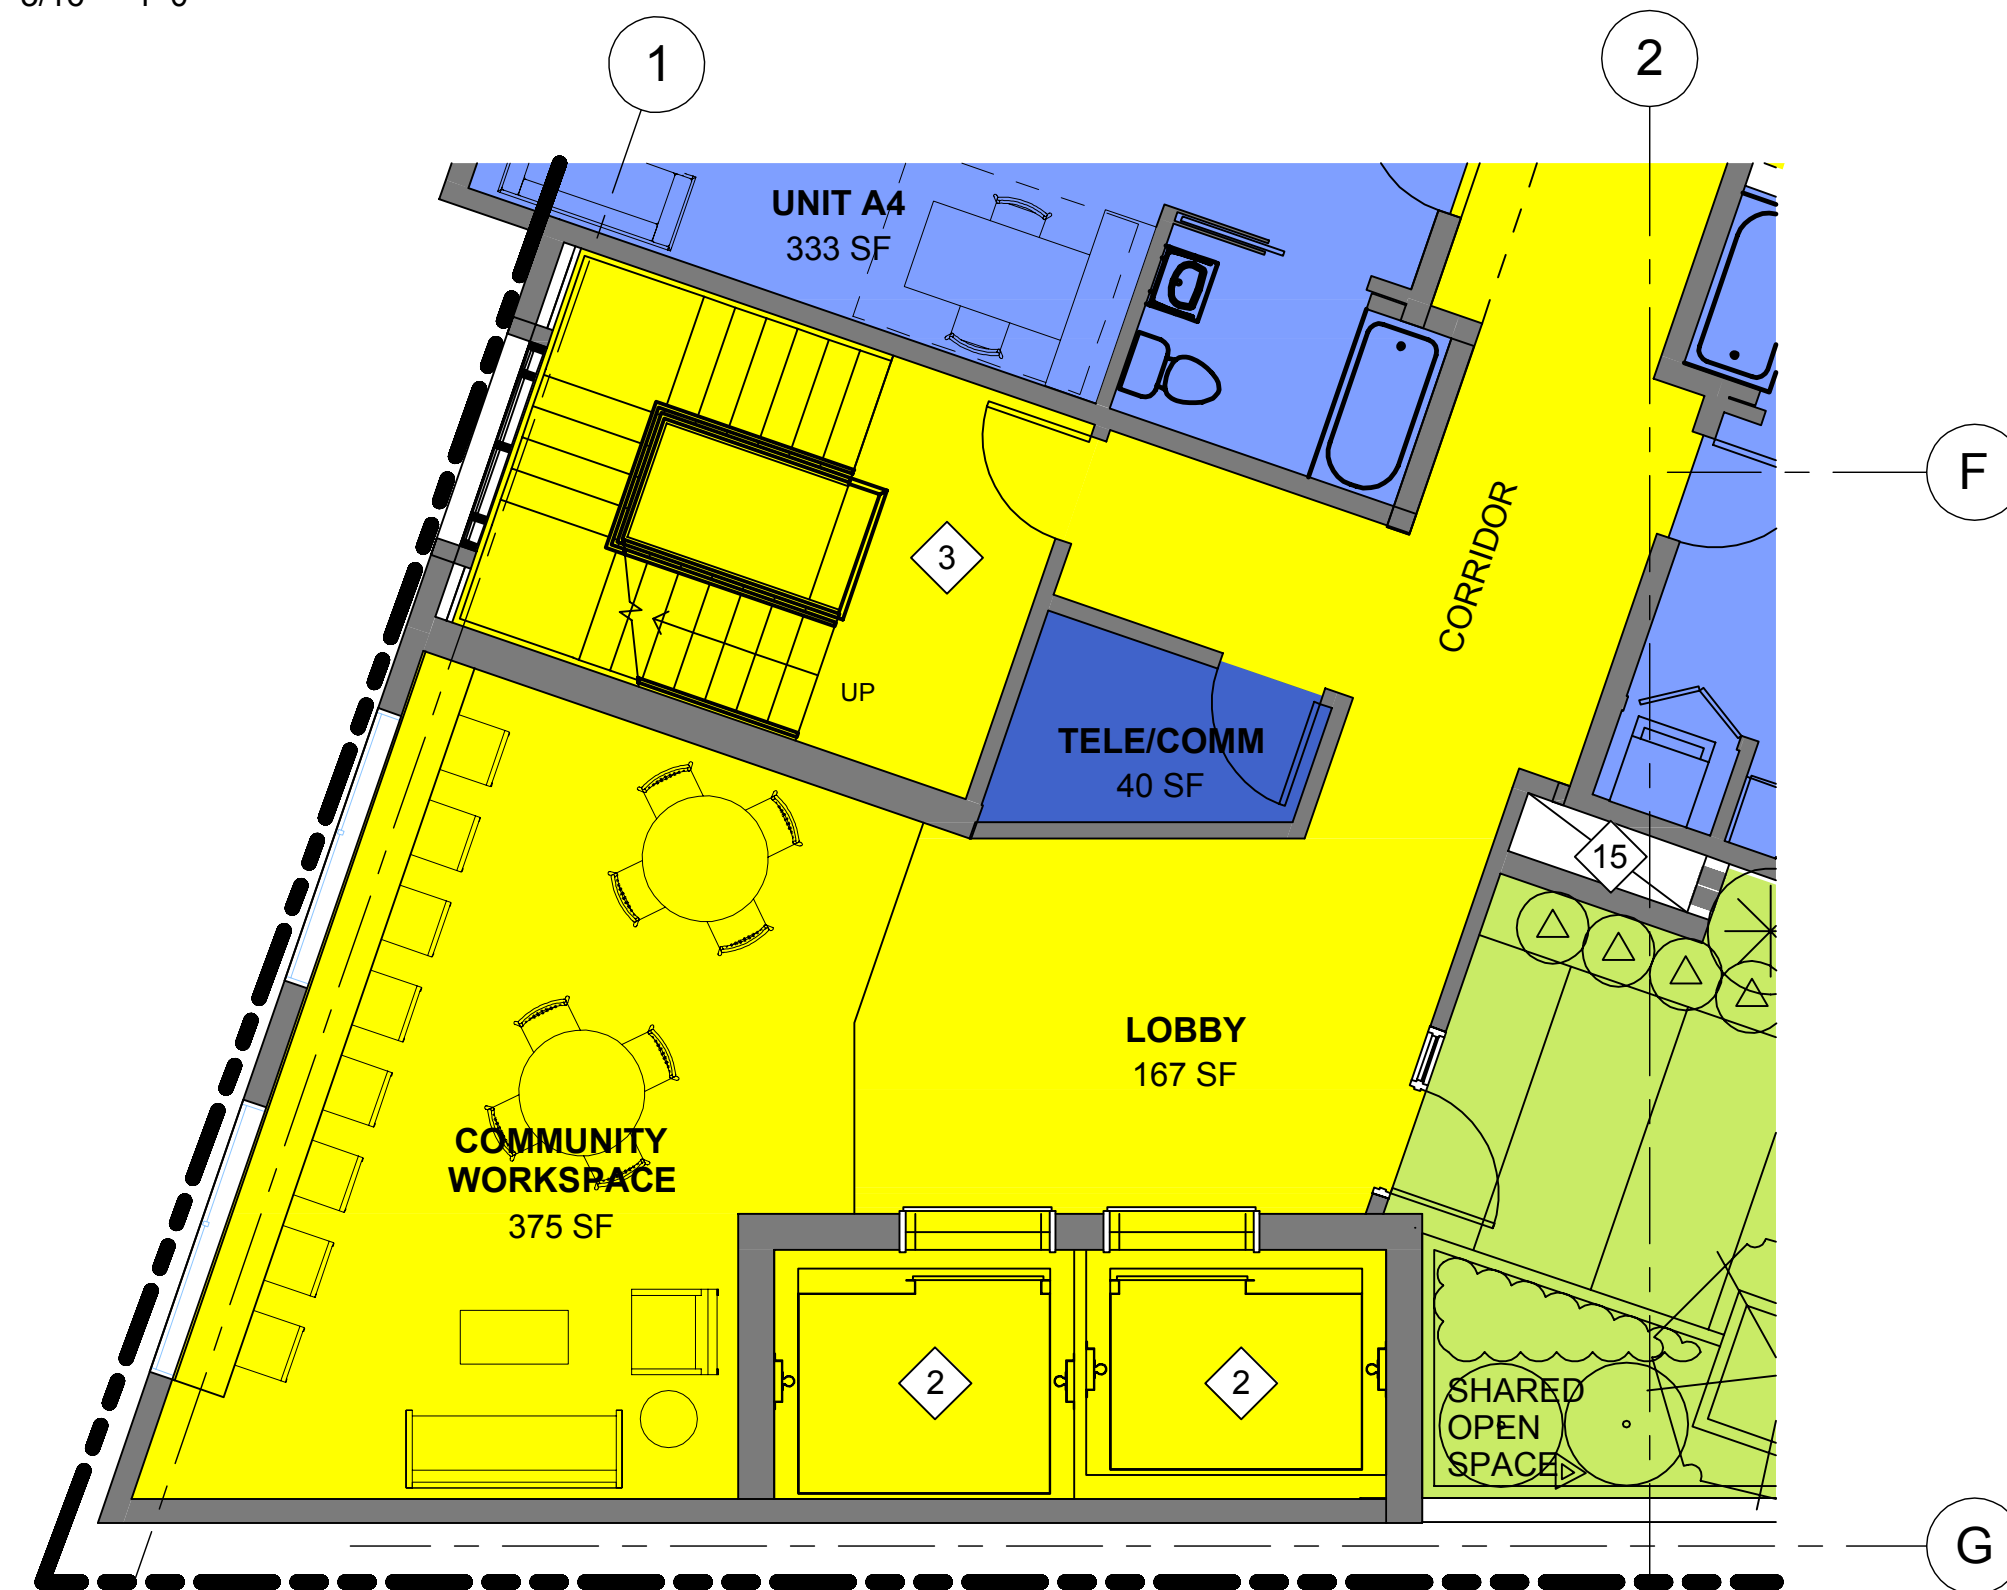 1
2
UNIT A4
333 SF
F
CORRIDOR
3
UP
TELE/COMM
40 SF
15
LOBBY
167 SF
COMMUNITY
WORKSPACE
375 SF
2
2
SHARED
OPEN
SPACE
G